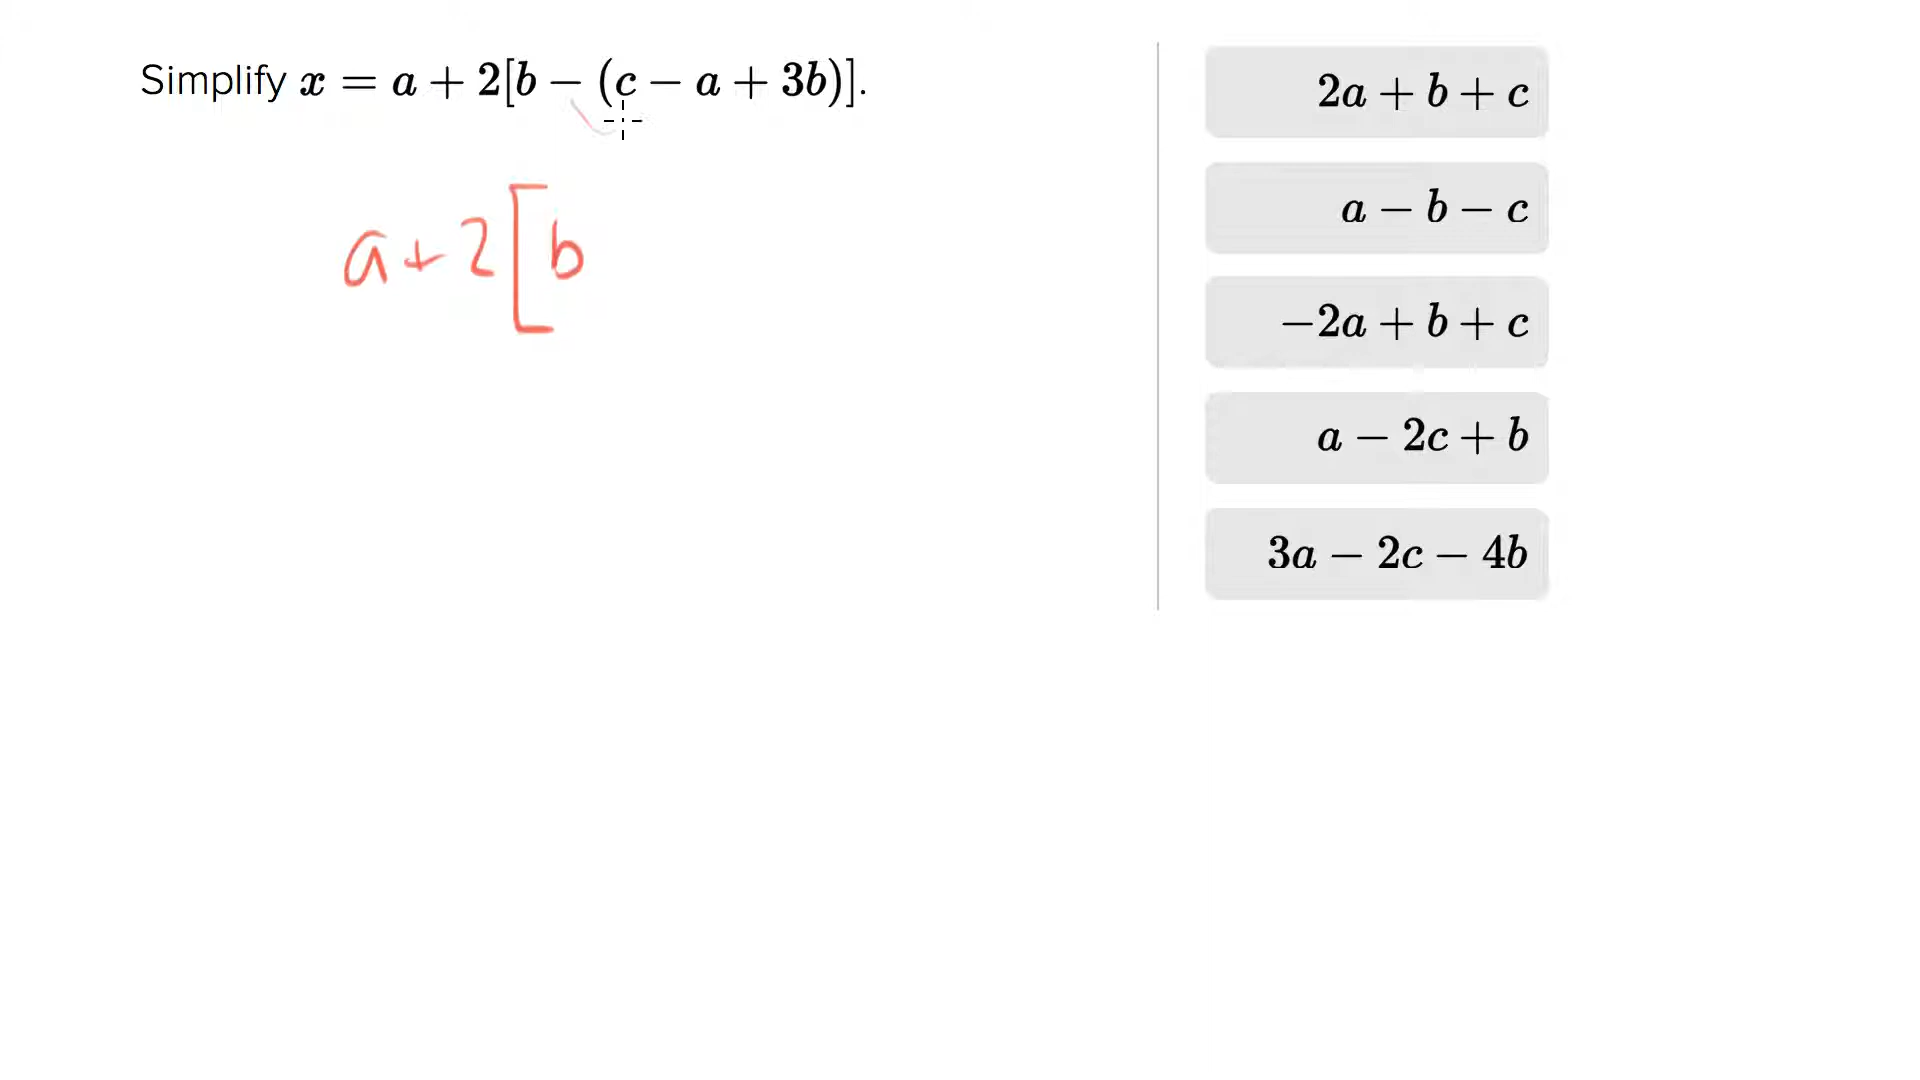 Simplify x = a + 2[b − (c − a + 3b)].
a + 2[b
2a + b + c
a − b − c
−2a + b + c
a − 2c + b
3a − 2c − 4b